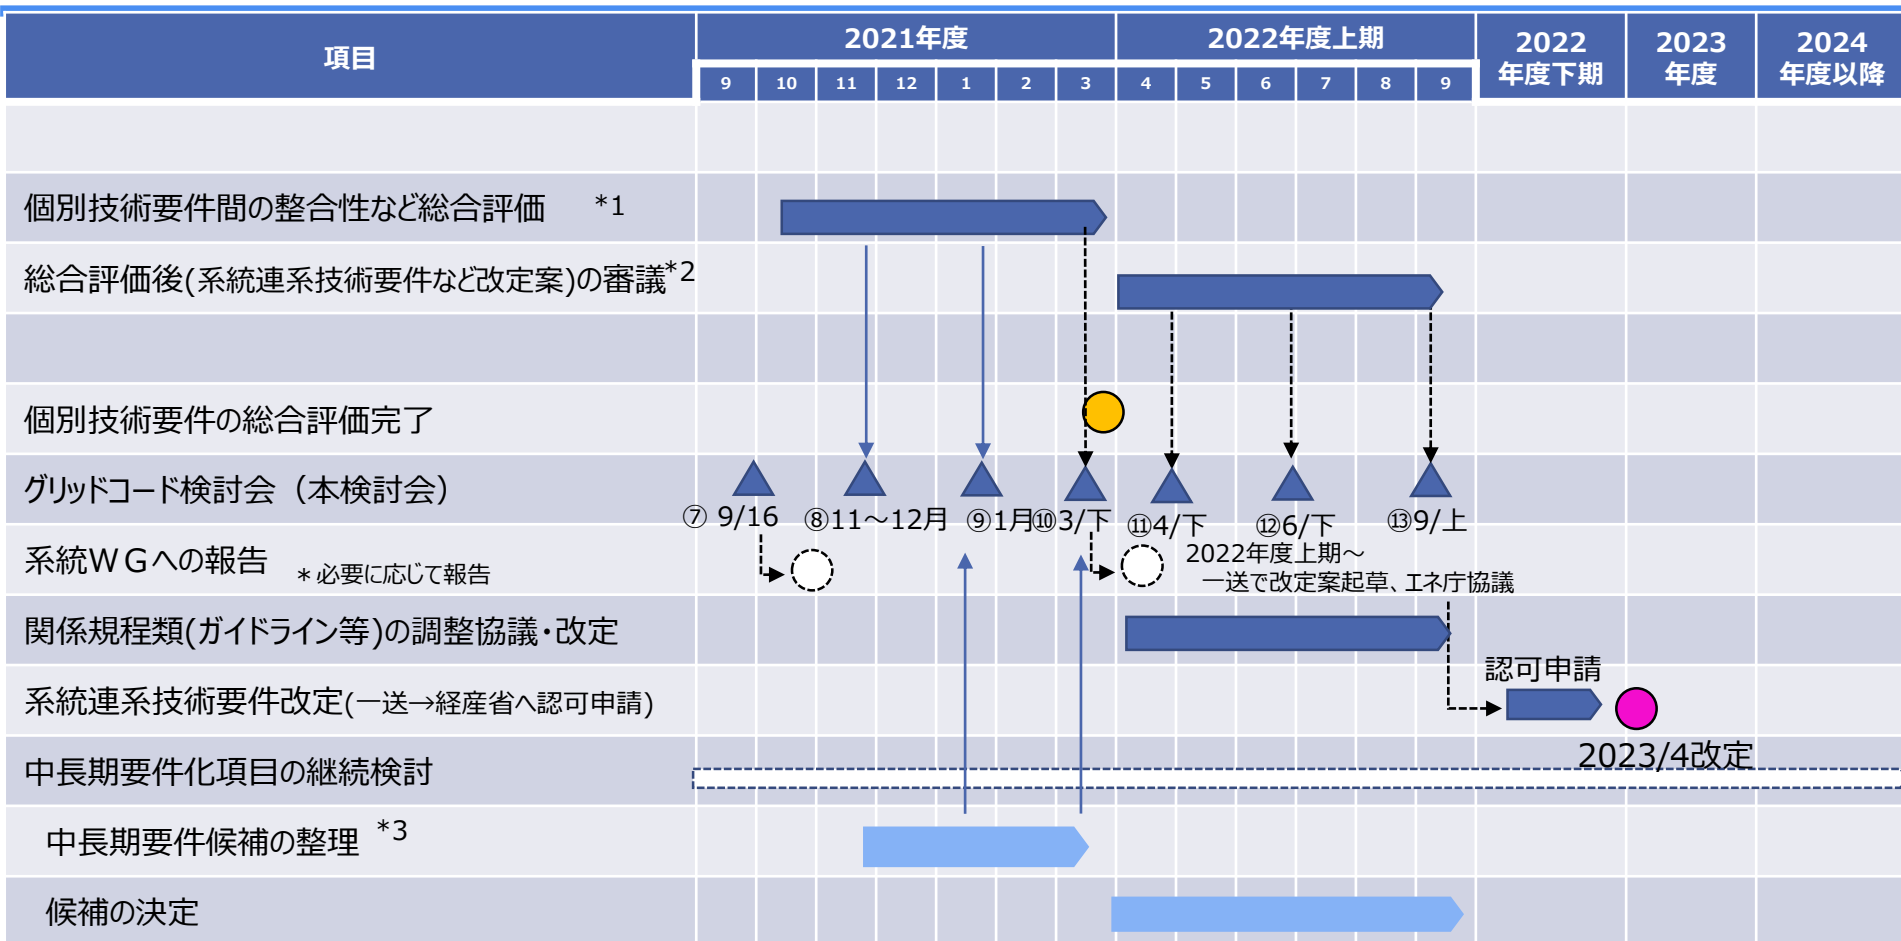 項目
2021年度
2022年度上期
2022
年度下期
2023
年度
2024
年度以降
9 10 11 12 1 2 3 4 5 6 7 8 9
個別技術要件間の整合性など総合評価 *1
総合評価後(系統連系技術要件など改定案)の審議*2
個別技術要件の総合評価完了
グリッドコード検討会（本検討会）
⑦ 9/16 ⑧11～12月 ⑨1月 ⑩3/下 ⑪4/下 ⑫6/下 ⑬9/上
系統WGへの報告 ＊必要に応じて報告
2022年度上期～
一送で改定案起草、エネ庁協議
関係規程類(ガイドライン等)の調整協議・改定
認可申請
系統連系技術要件改定(一送→経産省へ認可申請)
2023/4改定
中長期要件化項目の継続検討
中長期要件候補の整理 *3
候補の決定